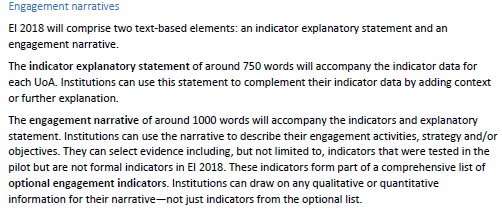 Engagement narratives
EI 2018 will comprise two text-based elements: an indicator explanatory statement and an
engagement narrative.
The indicator explanatory statement of around 750 words will accompany the indicator data for
each UoA. Institutions can use this statement to complement their indicator data by adding context
or further explanation.
The engagement narrative of around 1000 words will accompany the indicators and explanatory
statement. Institutions can use the narrative to describe their engagement activities, strategy and/or
objectives. They can select evidence including, but not limited to, indicators that were tested in the
pilot but are not formal indicators in EI 2018. These indicators form part of a comprehensive list of
optional engagement indicators. Institutions can draw on any qualitative or quantitative
information for their narrative—not just indicators from the optional list.